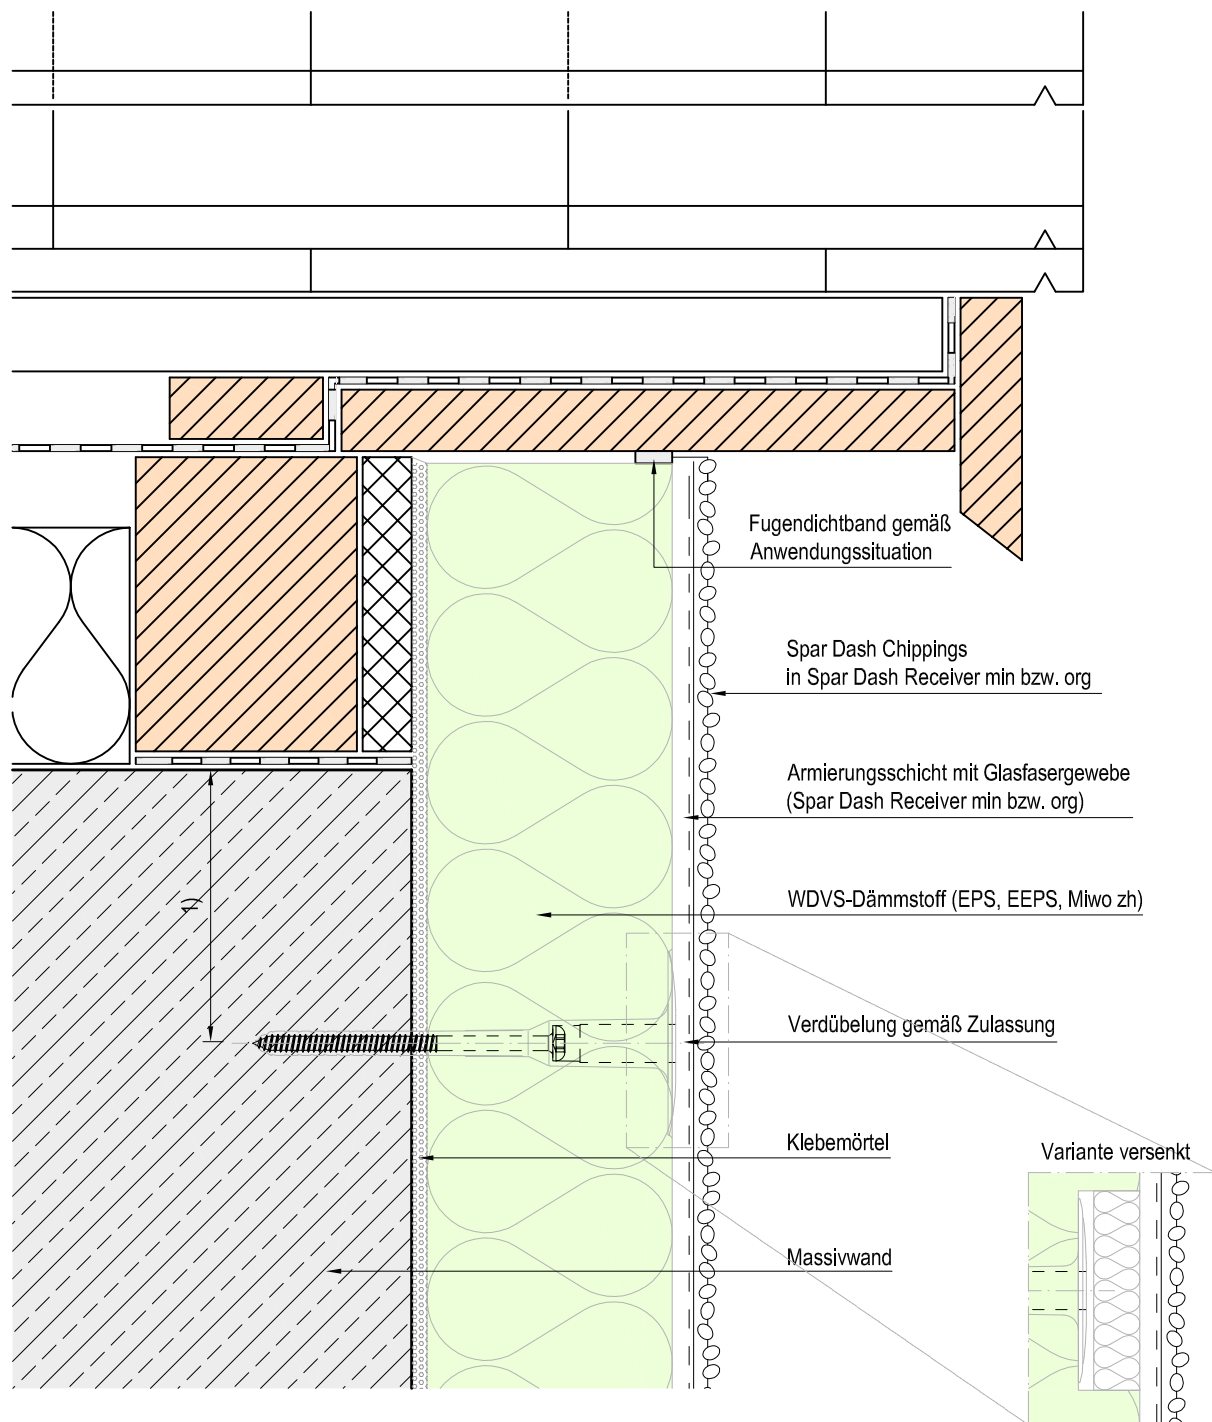 Fugendichtband gemäß
Anwendungssituation
Spar Dash Chippings
in Spar Dash Receiver min bzw. org
Armierungsschicht mit Glasfasergewebe
(Spar Dash Receiver min bzw. org)
1)
WDVS-Dämmstoff (EPS, EEPS, Miwo zh)
Verdübelung gemäß Zulassung
Klebemörtel
Variante versenkt
Massivwand